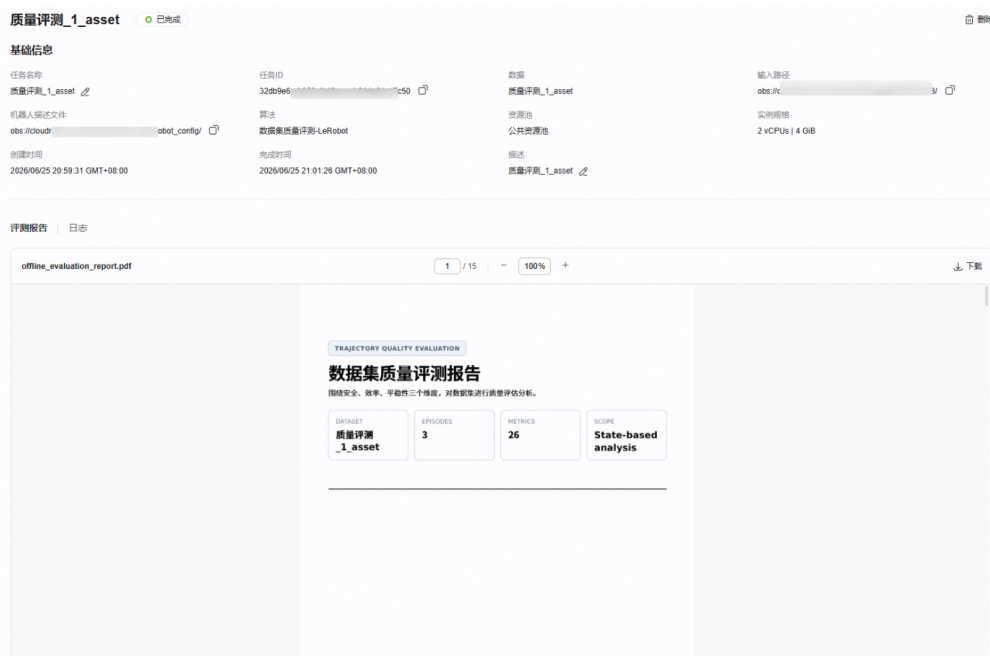 质量评测_1_asset 已完成 删除
基础信息
任务名称 任务ID 数据 输入路径
质量评测_1_asset 32db9e6 c50 质量评测_1_asset obs://c /
机器人描述文件 算法 资源池 实例规格
obs://cloudr obot_config/ 数据集质量评测-LeRobot 公共资源池 2 vCPUs | 4 GiB
创建时间 完成时间 描述
2026/06/25 20:59:31 GMT+08:00 2026/06/25 21:01:26 GMT+08:00 质量评测_1_asset
评测报告 日志
offline_evaluation_report.pdf 1 / 15 − 100% + 下载
TRAJECTORY QUALITY EVALUATION
数据集质量评测报告
围绕安全、效率、平稳性三个维度，对数据集进行质量评估分析。
DATASET EPISODES METRICS SCOPE
质量评测 3 26 State-based
_1_asset analysis